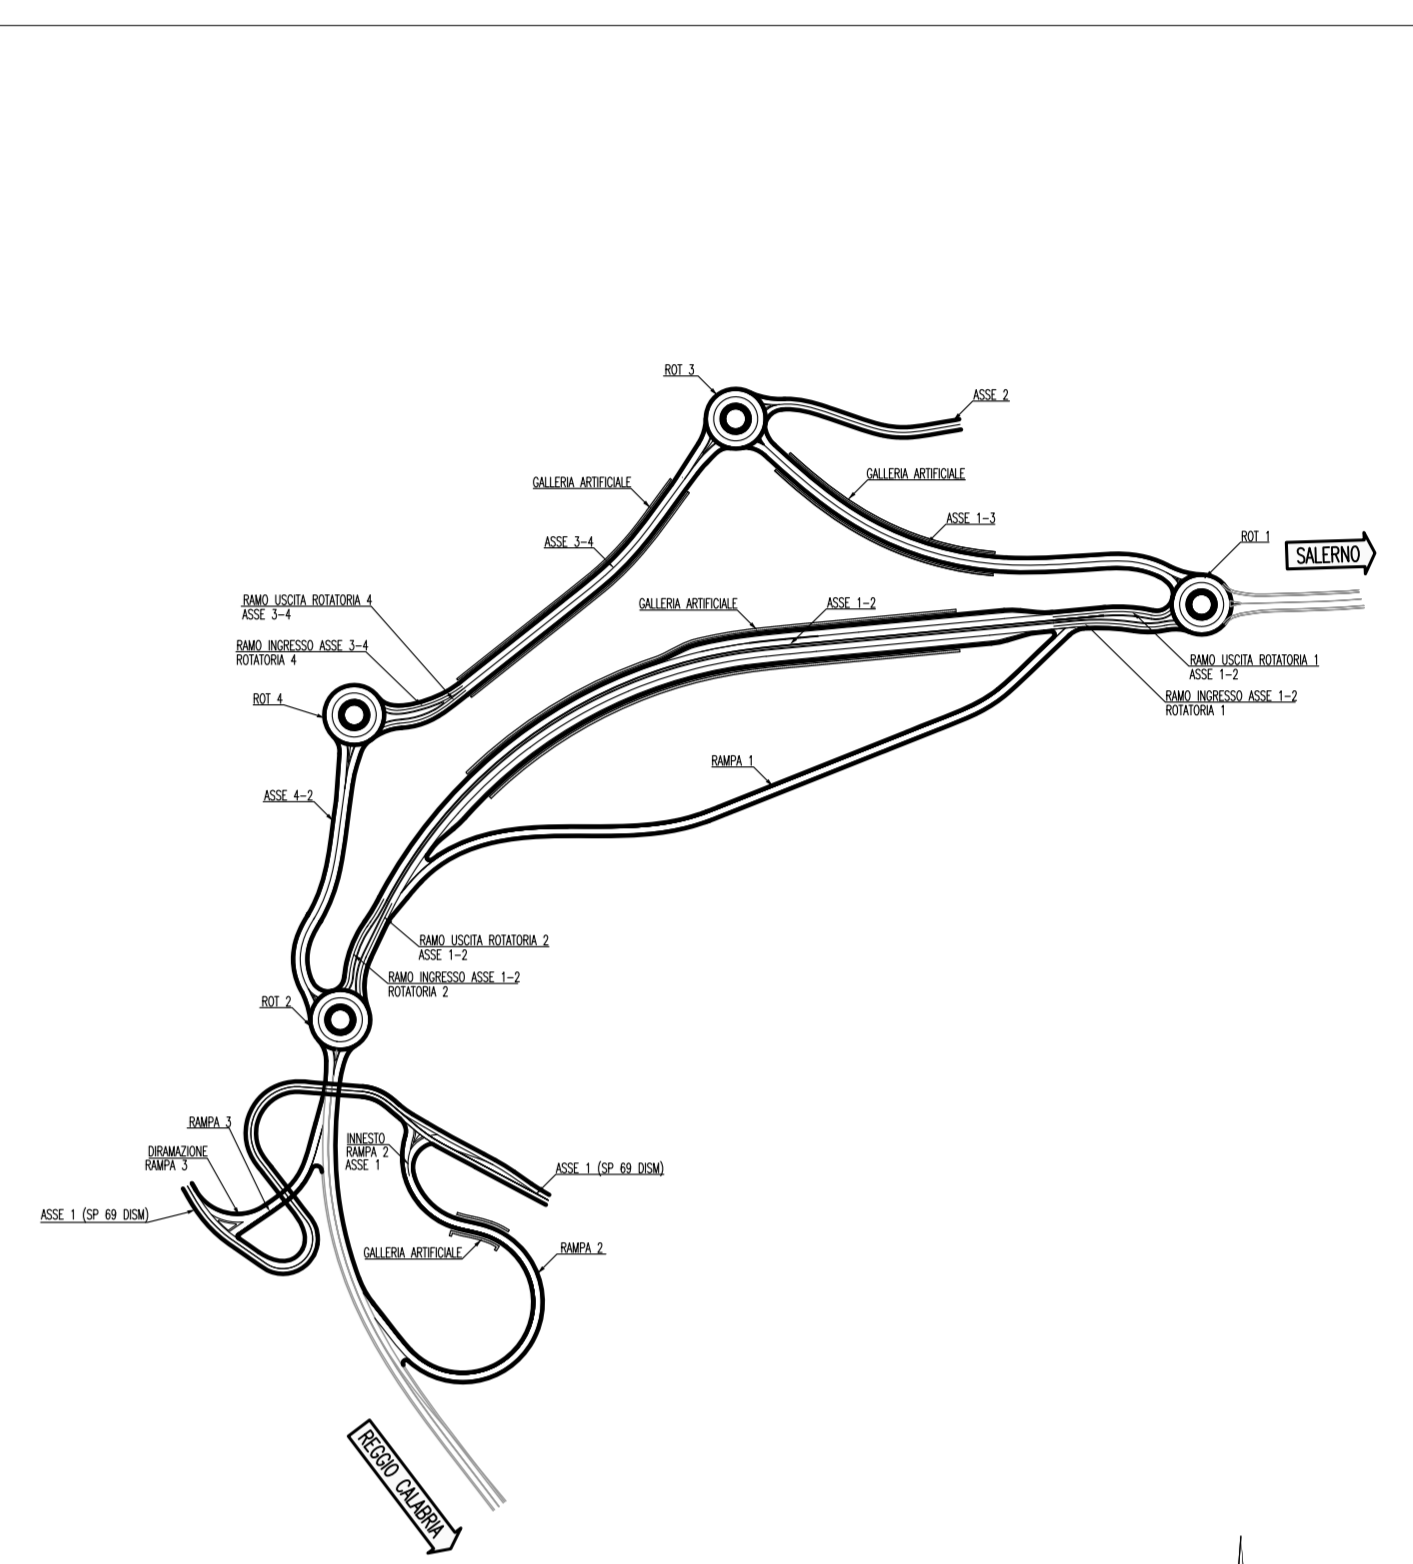 ROT 3
ASSE 2
GALLERIA ARTIFICIALE
GALLERIA ARTIFICIALE
ASSE 1-3
ASSE 3-4
ROT 1
SALERNO
RAMO USCITA ROTATORIA 4
ASSE 3-4
GALLERIA ARTIFICIALE
ASSE 1-2
RAMO INGRESSO ASSE 3-4
ROTATORIA 4
RAMO USCITA ROTATORIA 1
ASSE 1-2
ROT 4
RAMO INGRESSO ASSE 1-2
ROTATORIA 1
RAMPA 1
ASSE 4-2
RAMO USCITA ROTATORIA 2
ASSE 1-2
RAMO INGRESSO ASSE 1-2
ROTATORIA 2
ROT 2
RAMPA 3
DIRAMAZIONE
RAMPA 3
INNESTO
RAMPA 2
ASSE 1
ASSE 1 (SP 69 DISM)
ASSE 1 (SP 69 DISM)
GALLERIA ARTIFICIALE
RAMPA 2
REGGIO CALABRIA